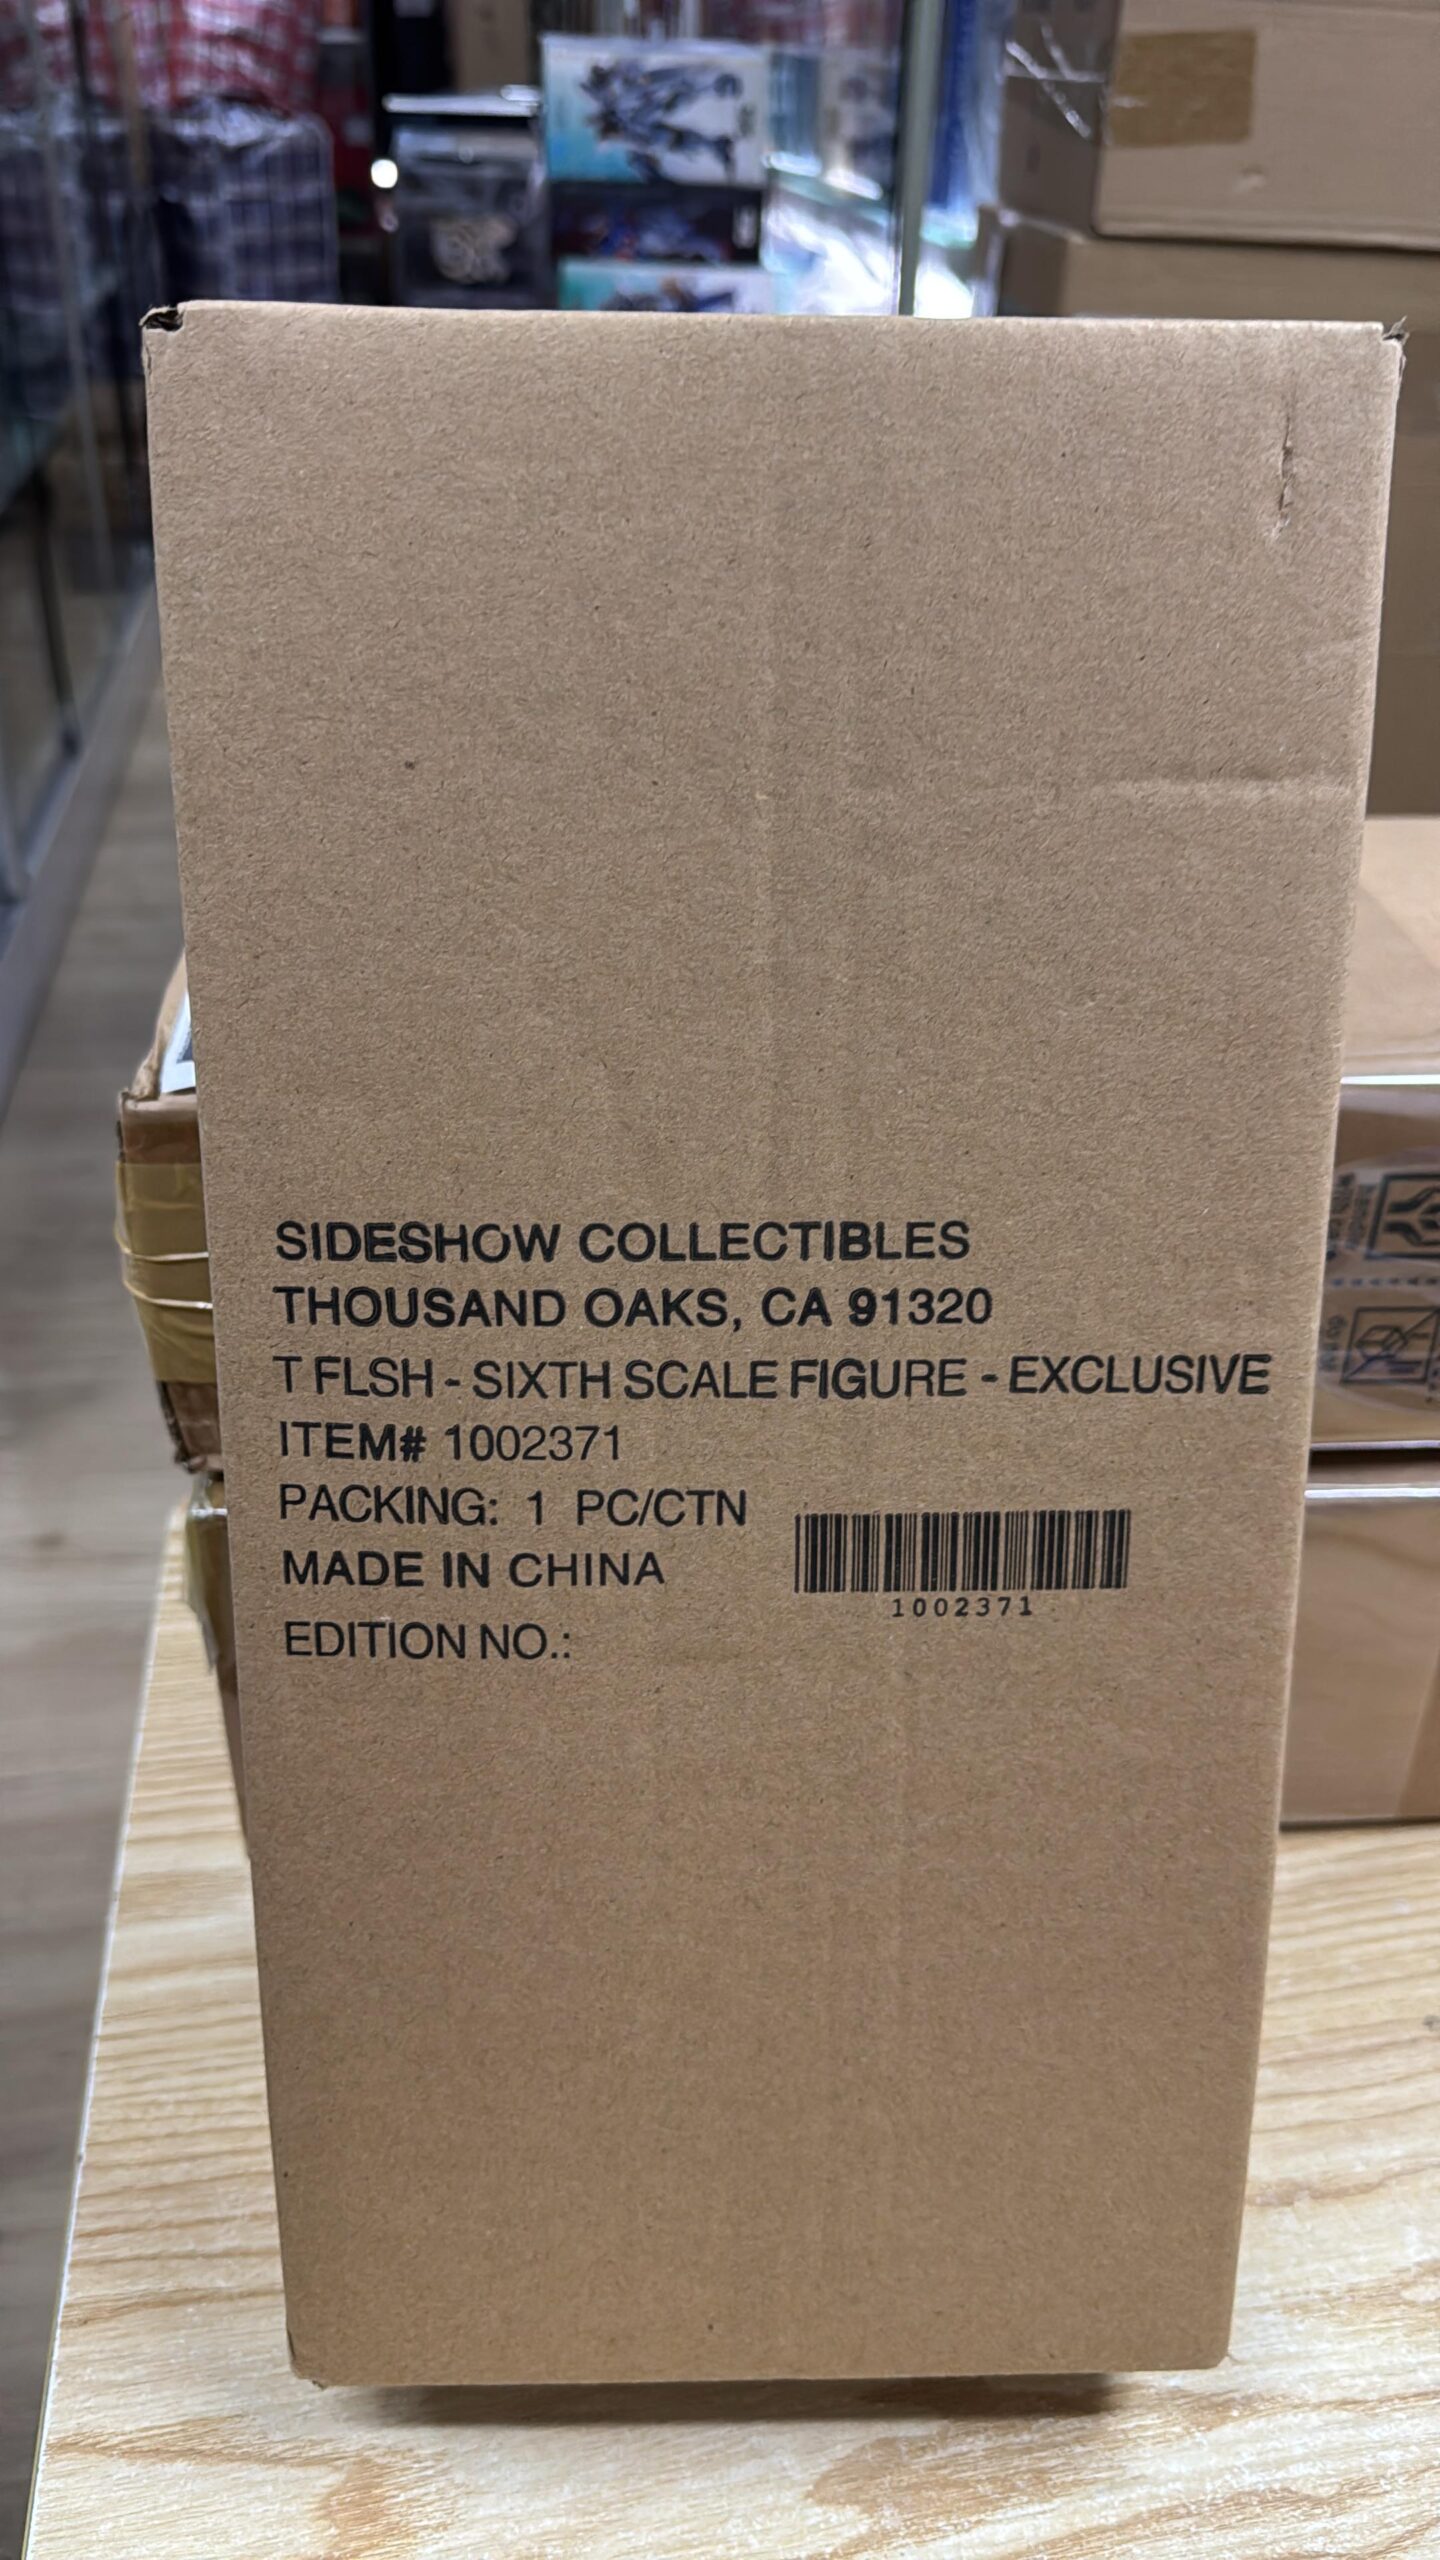 SIDESHOW COLLECTIBLES
THOUSAND OAKS, CA 91320
T FLSH - SIXTH SCALE FIGURE - EXCLUSIVE
ITEM# 1002371
PACKING: 1 PC/CTN
MADE IN CHINA
1002371
EDITION NO.: